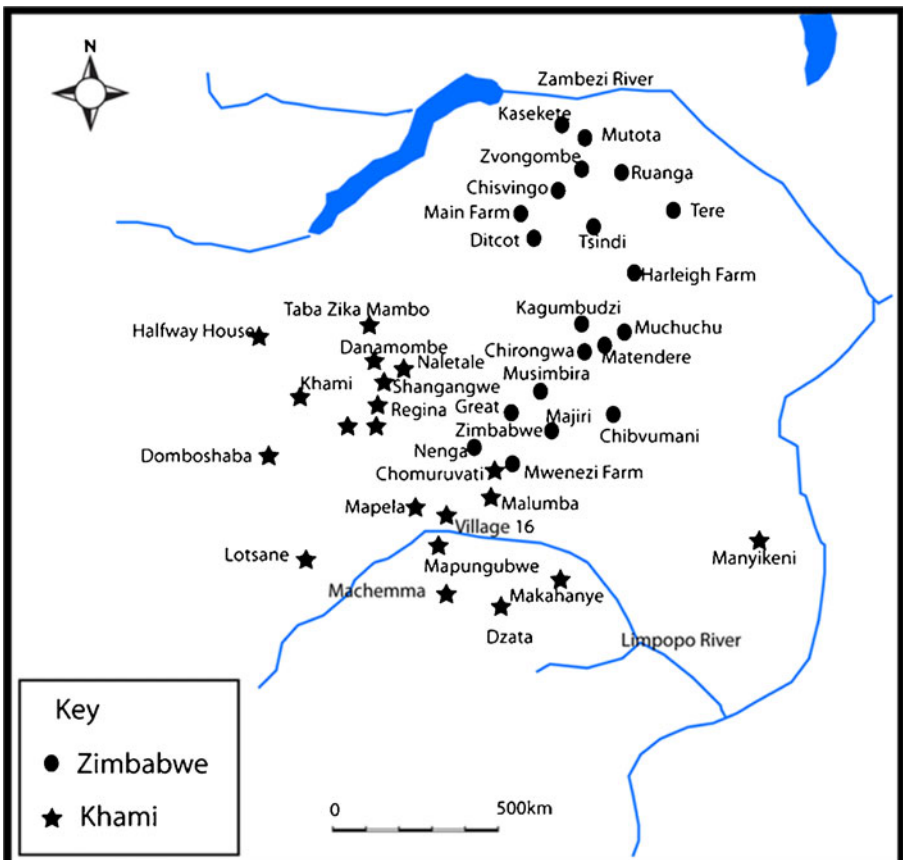 N
Zambezi River
Kasekete
Mutota
Zvongombe
Ruanga
Chisvingo
Main Farm
Tere
Ditcot
Tsindi
Harleigh Farm
Taba Zika Mambo
Kagumbudzi
Halfway House
Muchuchu
Danamombe
Chirongwa
Matendere
Naletale
Musimbira
Khami
Shangangwe
Regina
Great
Zimbabwe
Majiri
Chibvumani
Nenga
Domboshaba
Chomuruvati
Mwenezi Farm
Mapela
Malumba
Village 16
Lotsane
Manyikeni
Mapungubwe
Machemma
Makahanye
Dzata
Limpopo River
Key
Zimbabwe
Khami
0 500km